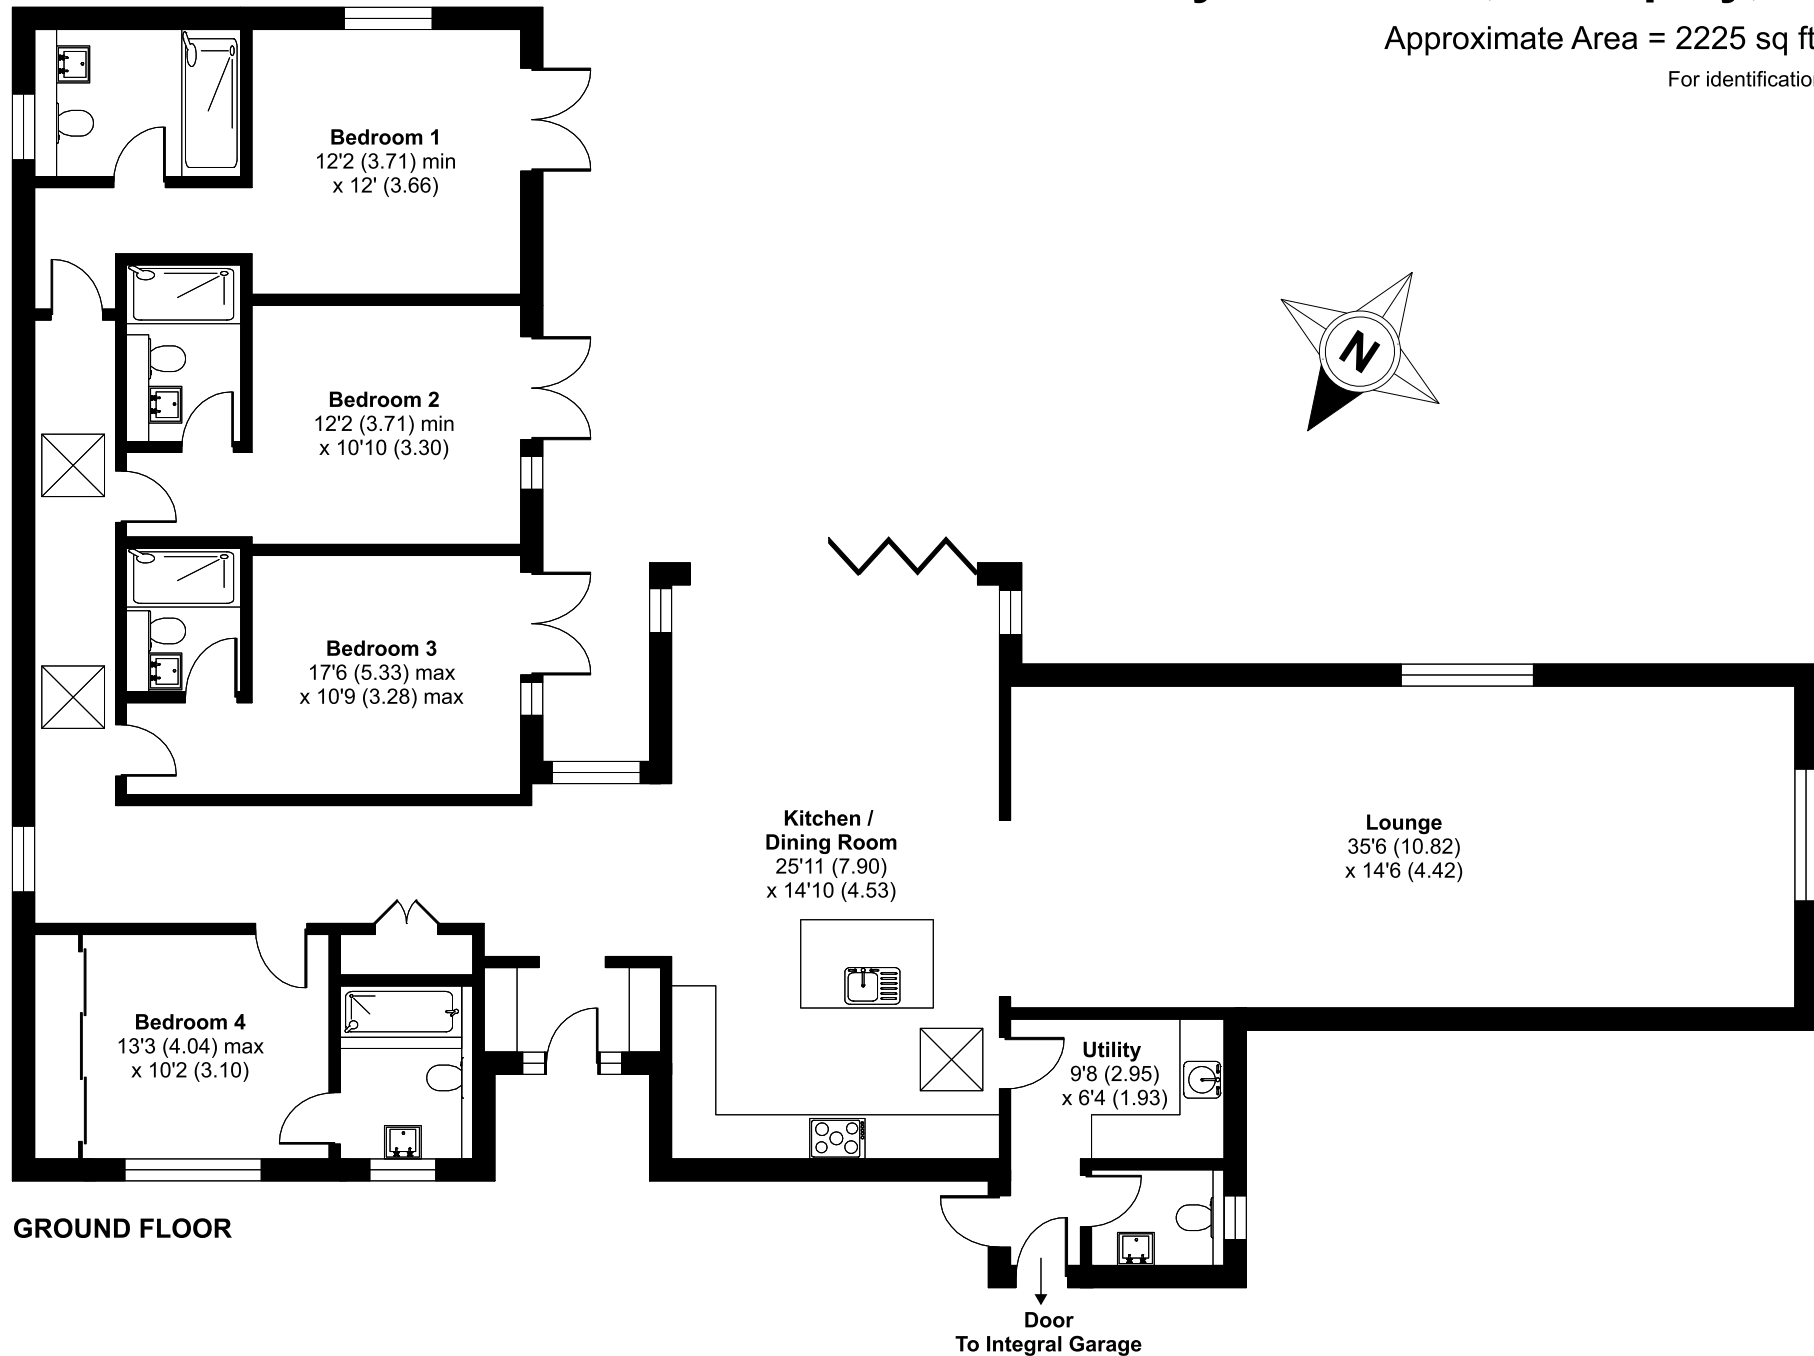 Approximate Area = 2225 sq ft
For identification
Bedroom 1
12'2 (3.71) min
x 12' (3.66)
N
Bedroom 2
12'2 (3.71) min
x 10'10 (3.30)
Bedroom 3
17'6 (5.33) max
x 10'9 (3.28) max
Kitchen /
Dining Room
25'11 (7.90)
x 14'10 (4.53)
Lounge
35'6 (10.82)
x 14'6 (4.42)
Bedroom 4
13'3 (4.04) max
x 10'2 (3.10)
Utility
9'8 (2.95)
x 6'4 (1.93)
GROUND FLOOR
Door
To Integral Garage